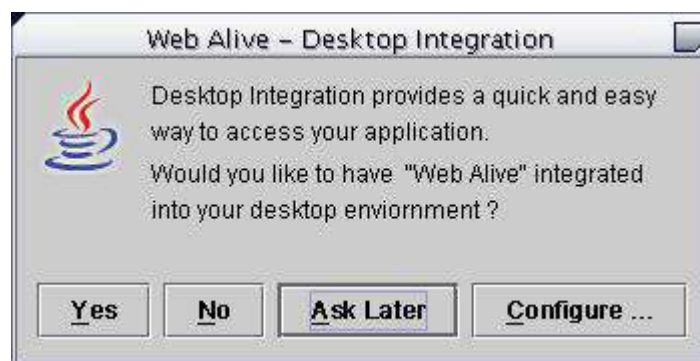 Web Alive – Desktop Integration
Desktop Integration provides a quick and easy
way to access your application.
Would you like to have "Web Alive" integrated
into your desktop enviornment ?
Yes No Ask Later Configure ...